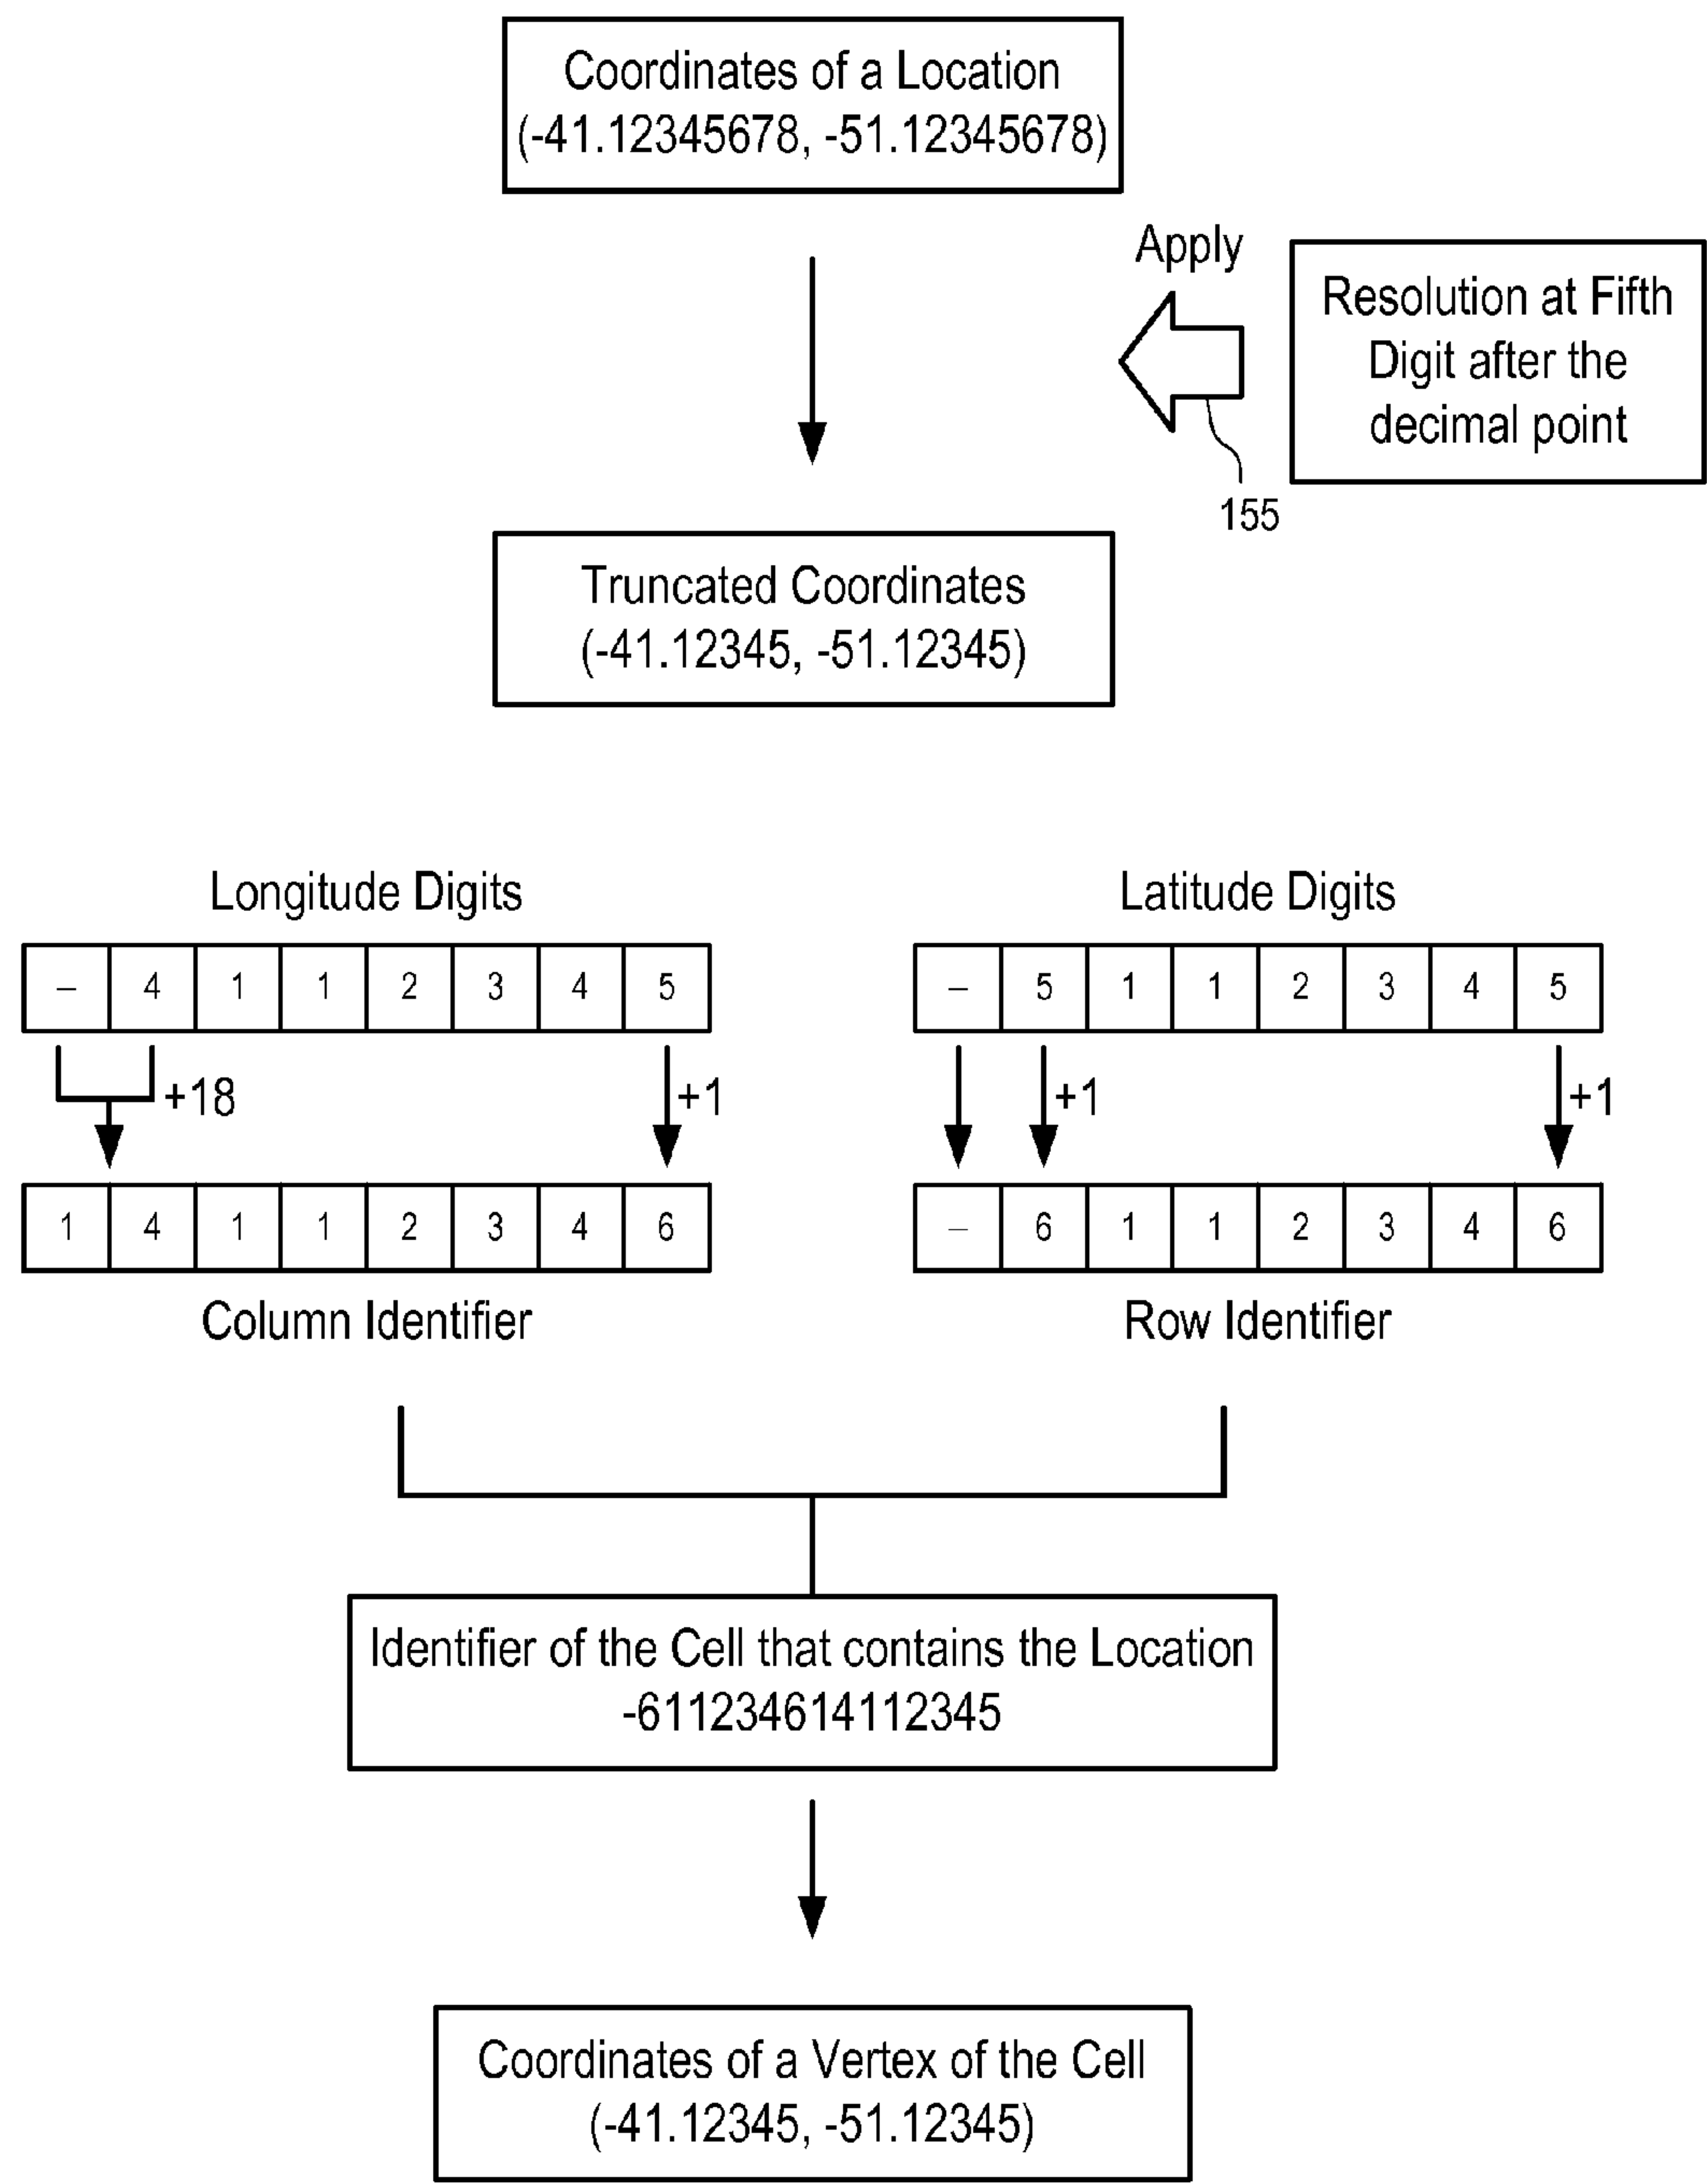 Coordinates of a Location
(-41.12345678, -51.12345678)
Apply
Resolution at Fifth
Digit after the
decimal point
155
Truncated Coordinates
(-41.12345, -51.12345)
Longitude Digits
– 4 1 1 2 3 4 5
+18 +1
1 4 1 1 2 3 4 6
Column Identifier
Latitude Digits
– 5 1 1 2 3 4 5
+1 +1
– 6 1 1 2 3 4 6
Row Identifier
Identifier of the Cell that contains the Location
-611234614112345
Coordinates of a Vertex of the Cell
(-41.12345, -51.12345)